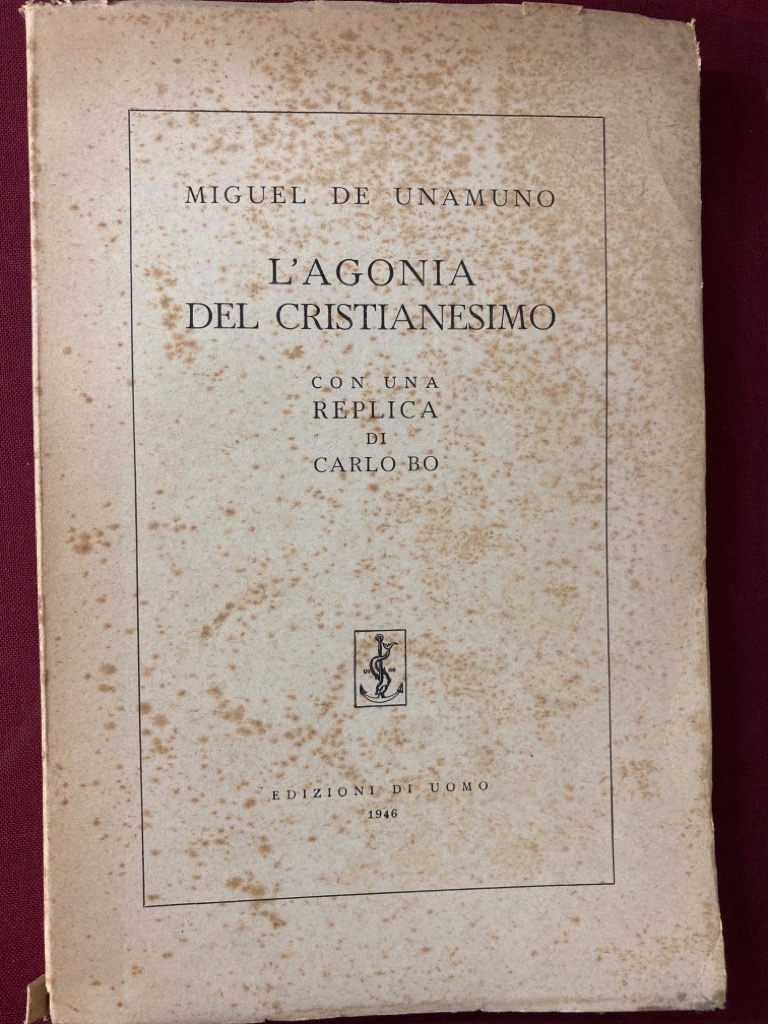 MIGUEL DE UNAMUNO
L'AGONIA
DEL CRISTIANESIMO
CON UNA
REPLICA
DI
CARLO BO
EDIZIONI DI UOMO
1946